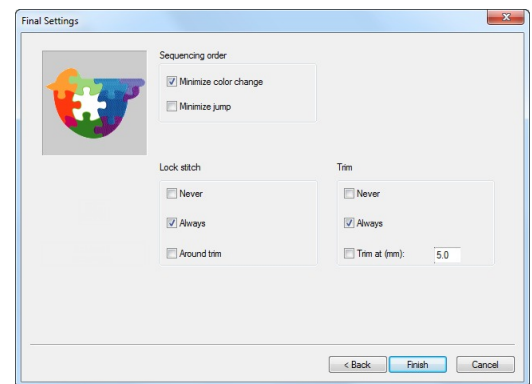 Final Settings
Sequencing order
Minimize color change
Minimize jump
Lock stitch
Never
Always
Around trim
Trim
Never
Always
Trim at (mm): 5.0
< Back
Finish
Cancel